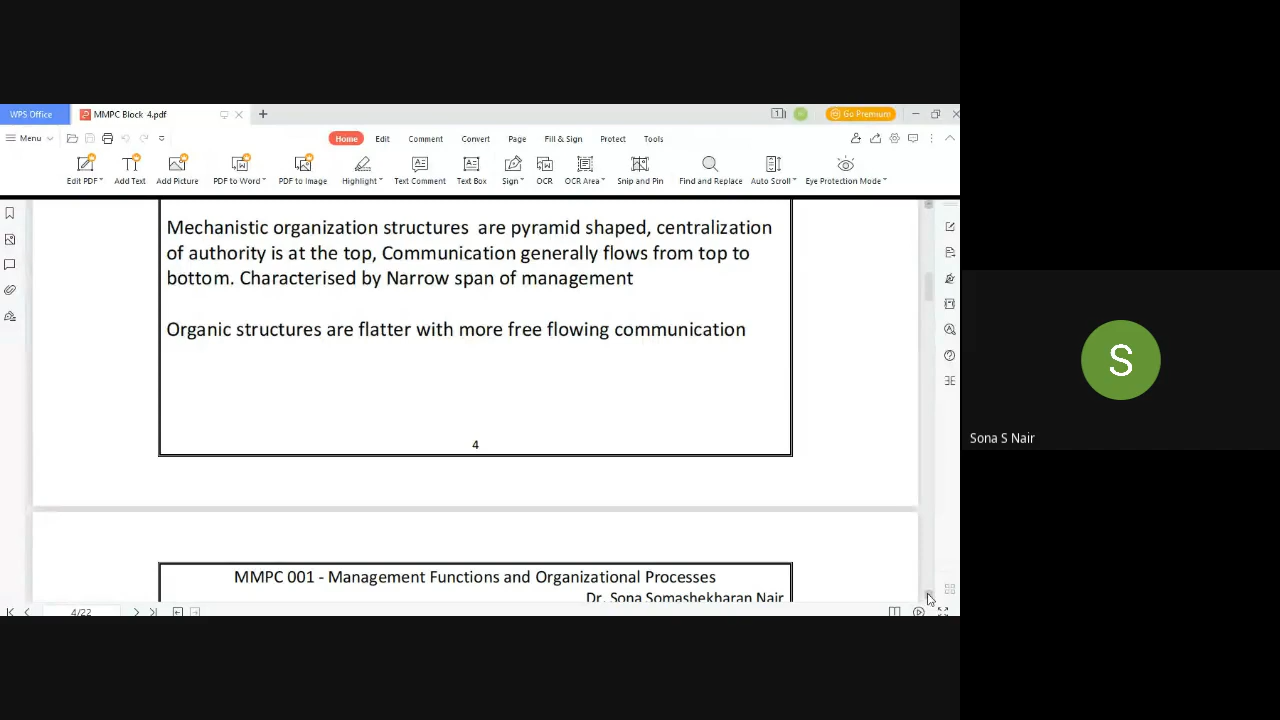 WPS Office
MMPC Block 4.pdf
Go Premium
Menu
Home Edit Comment Convert Page Fill & Sign Protect Tools
Edit PDF Add Text Add Picture PDF to Word PDF to Image Highlight Text Comment Text Box Sign OCR OCR Area Snip and Pin Find and Replace Auto Scroll Eye Protection Mode
Mechanistic organization structures are pyramid shaped, centralization
of authority is at the top, Communication generally flows from top to
bottom. Characterised by Narrow span of management
Organic structures are flatter with more free flowing communication
4
MMPC 001 - Management Functions and Organizational Processes
Dr. Sona Somashekharan Nair
4/22
S
Sona S Nair